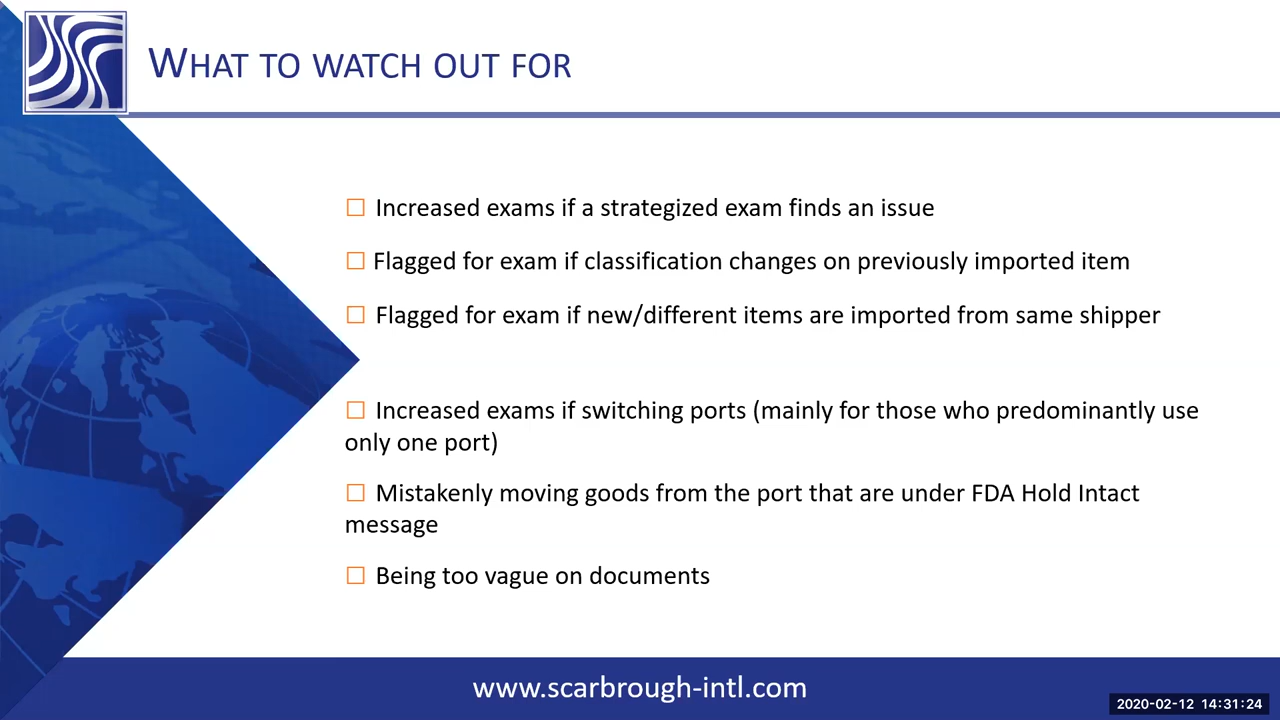 WHAT TO WATCH OUT FOR
☐ Increased exams if a strategized exam finds an issue
☐ Flagged for exam if classification changes on previously imported item
☐ Flagged for exam if new/different items are imported from same shipper
☐ Increased exams if switching ports (mainly for those who predominantly use
only one port)
☐ Mistakenly moving goods from the port that are under FDA Hold Intact
message
☐ Being too vague on documents
www.scarbrough-intl.com
2020-02-12 14:31:24